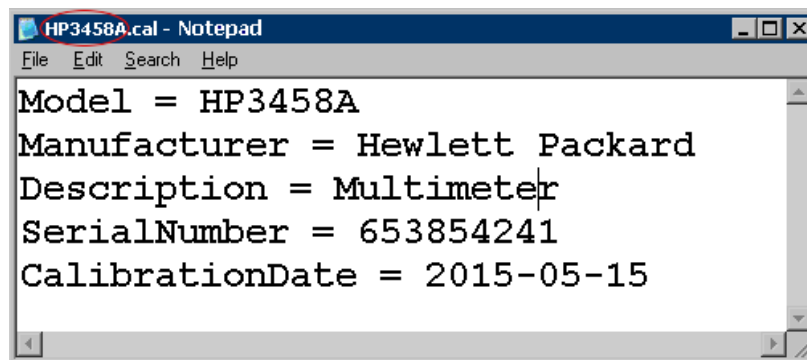 HP3458A.cal - Notepad
File Edit Search Help
Model = HP3458A
Manufacturer = Hewlett Packard
Description = Multimeter
SerialNumber = 653854241
CalibrationDate = 2015-05-15